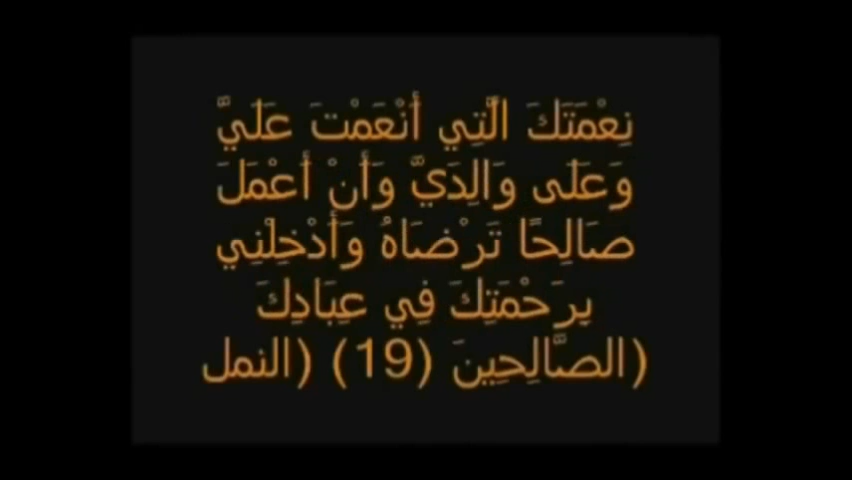 نِعْمَتَكَ الَّتِي أَنْعَمْتَ عَلَيَّ
وَعَلَى وَالِدَيَّ وَأَنْ أَعْمَلَ
صَالِحًا تَرْضَاهُ وَأَدْخِلْنِي
بِرَحْمَتِكَ فِي عِبَادِكَ
(الصَّالِحِينَ (19) (النمل